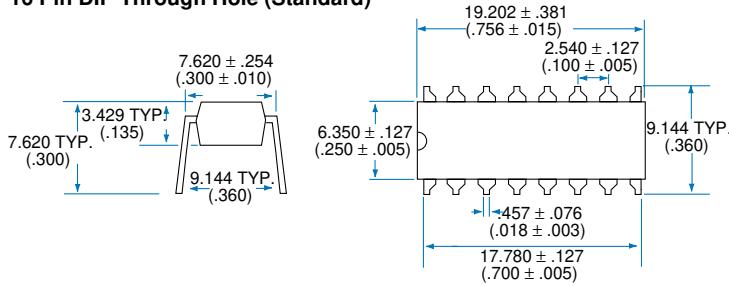 16 Pin DIP Through Hole (Standard)
7.620 ± .254
(.300 ± .010)
3.429 TYP.
(.135)
7.620 TYP.
(.300)
9.144 TYP.
(.360)
19.202 ± .381
(.756 ± .015)
2.540 ± .127
(.100 ± .005)
6.350 ± .127
(.250 ± .005)
9.144 TYP.
(.360)
.457 ± .076
(.018 ± .003)
17.780 ± .127
(.700 ± .005)